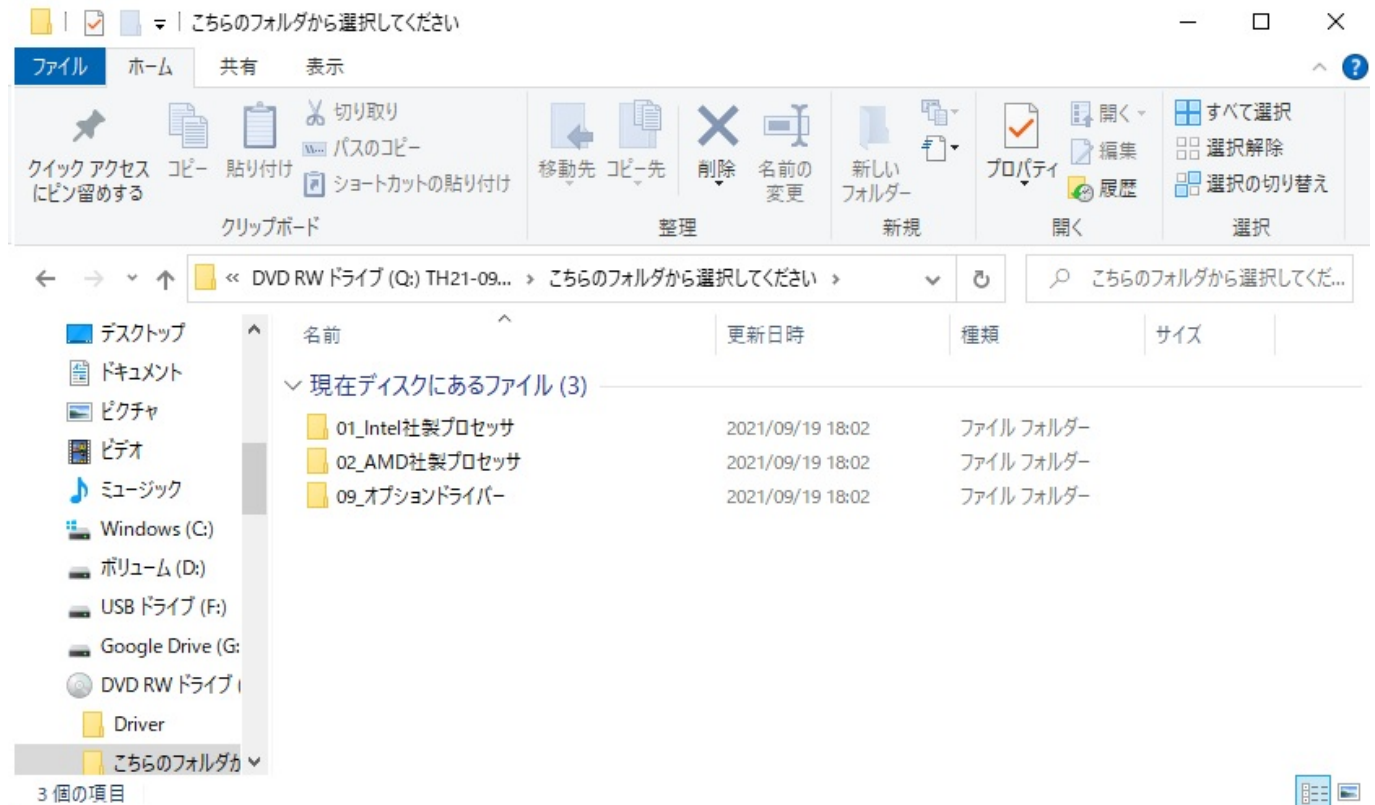 こちらのフォルダから選択してください
ファイル ホーム 共有 表示
クイック アクセス
にピン留めする
コピー
貼り付け
切り取り
パスのコピー
ショートカットの貼り付け
クリップボード
移動先 コピー先
削除
名前の
変更
整理
新しい
フォルダー
新規
プロパティ
開く
編集
履歴
開く
すべて選択
選択解除
選択の切り替え
選択
« DVD RW ドライブ (Q:) TH21-09... › こちらのフォルダから選択してください ›
こちらのフォルダから選択してくだ...
デスクトップ
ドキュメント
ピクチャ
ビデオ
ミュージック
Windows (C:)
ボリューム (D:)
USB ドライブ (F:)
Google Drive (G:
DVD RW ドライブ (
Driver
こちらのフォルダか
名前 更新日時 種類 サイズ
現在ディスクにあるファイル (3)
01_Intel社製プロセッサ 2021/09/19 18:02 ファイル フォルダー
02_AMD社製プロセッサ 2021/09/19 18:02 ファイル フォルダー
09_オプションドライバー 2021/09/19 18:02 ファイル フォルダー
3 個の項目